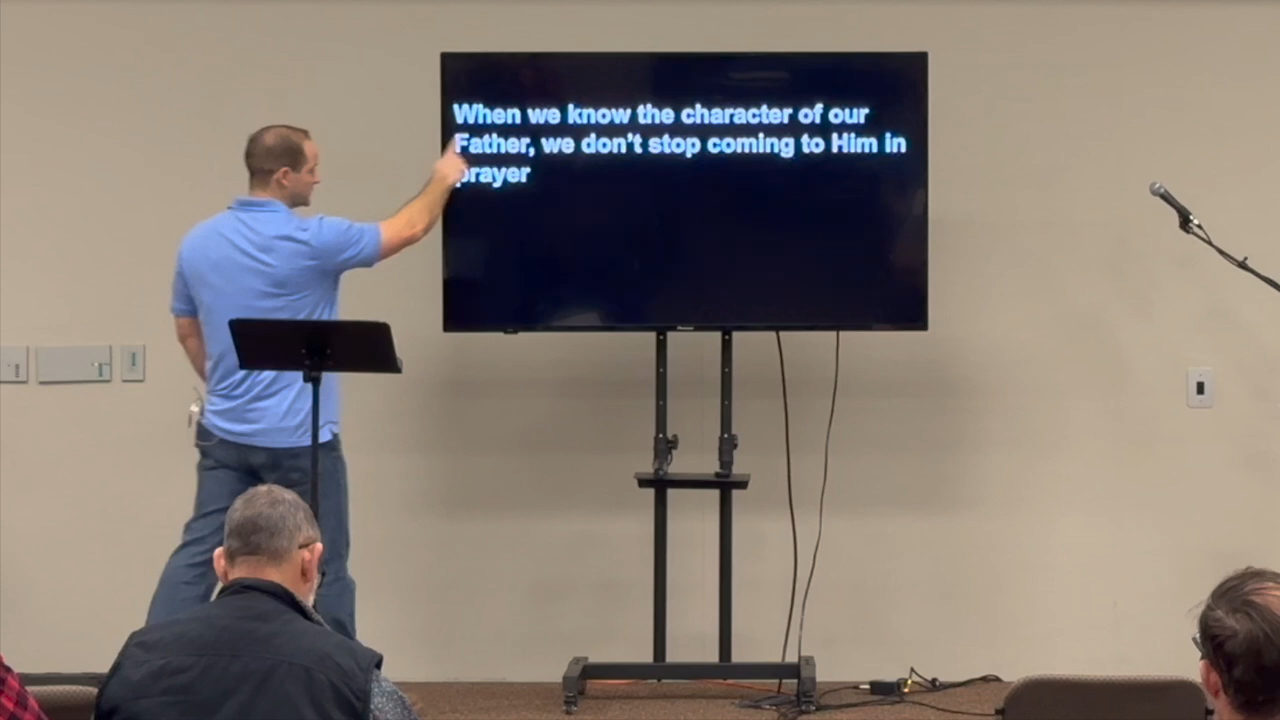 When we know the character of our
Father, we don't stop coming to Him in
prayer